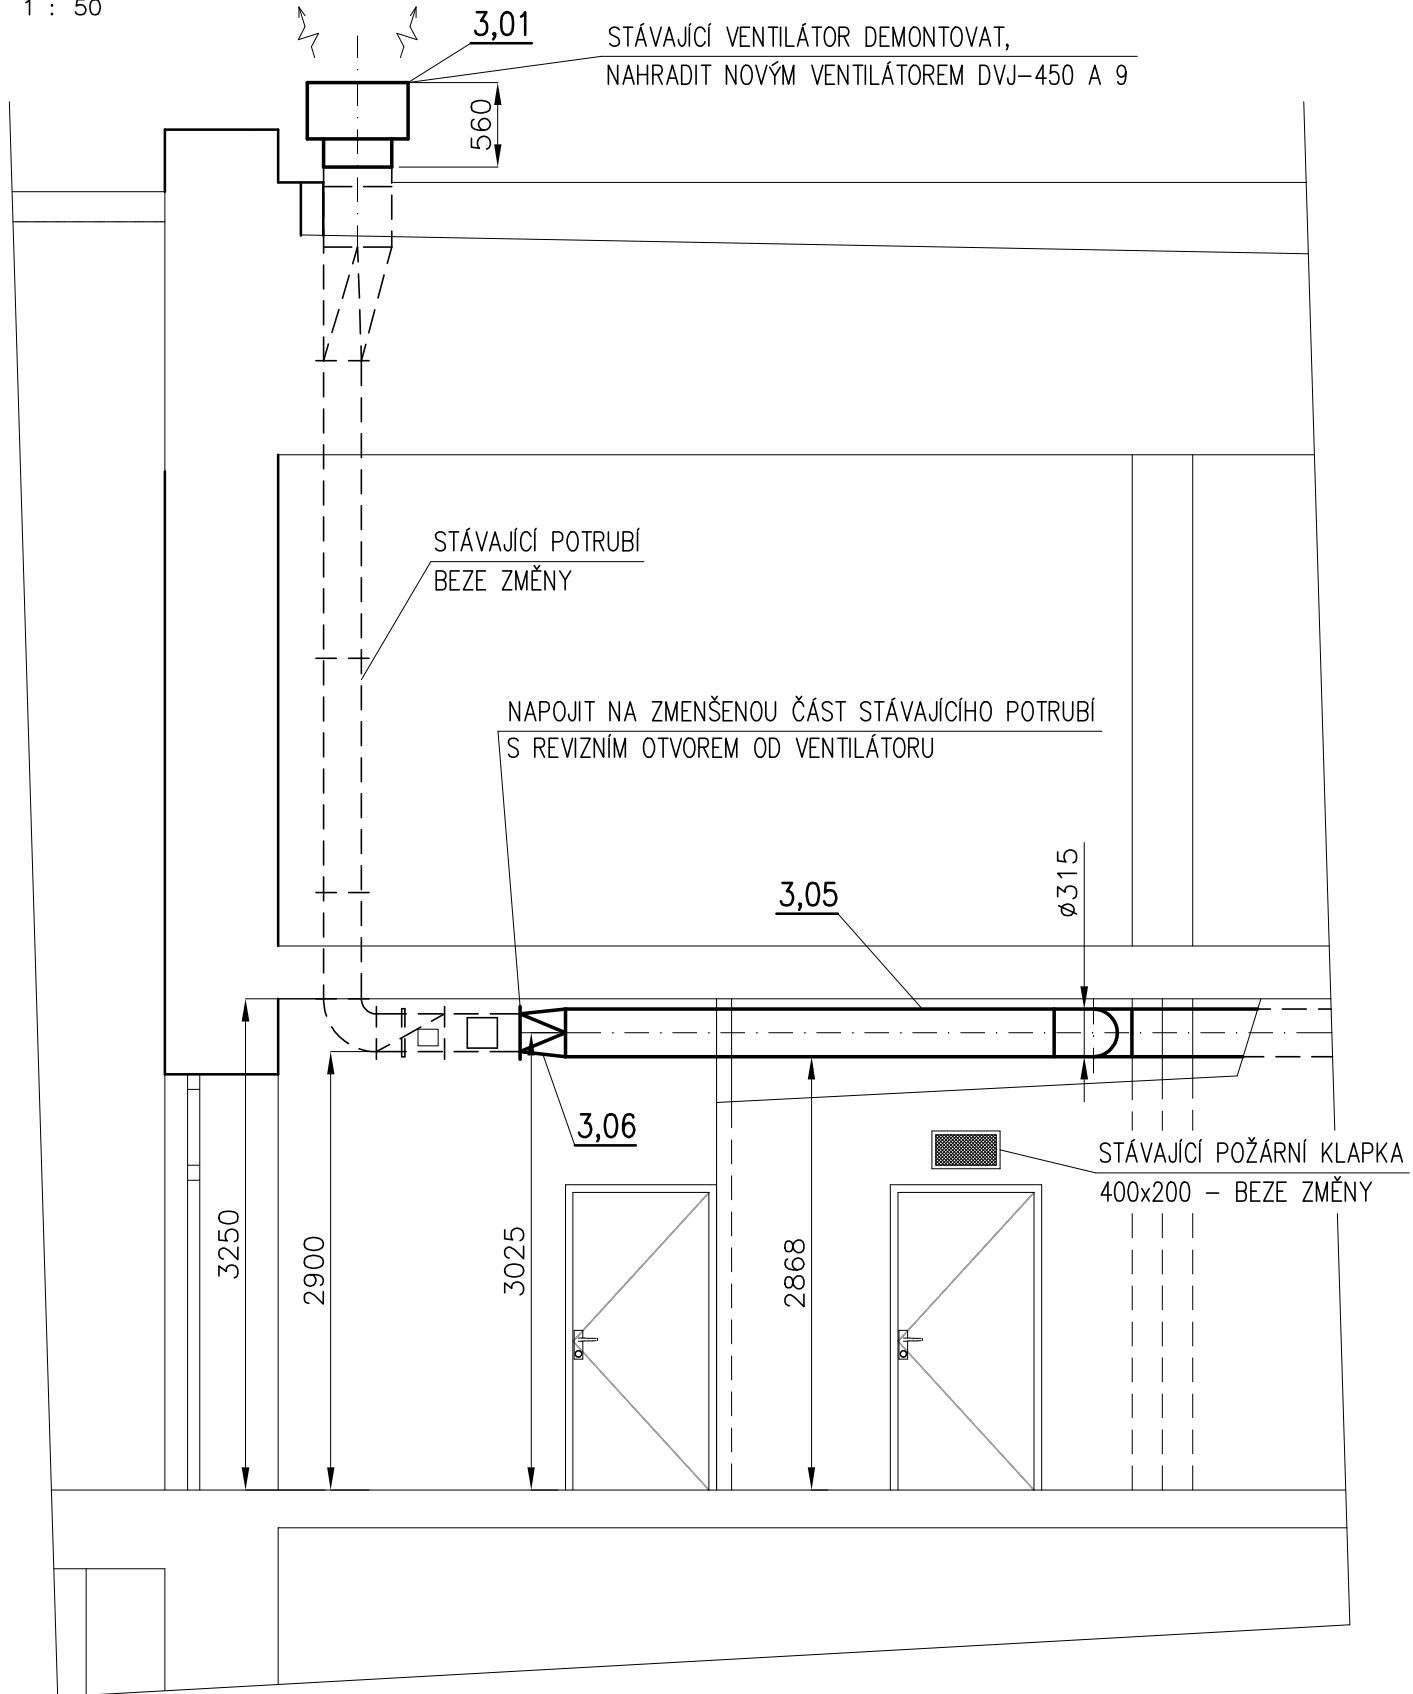 1 : 50
3,01
STÁVAJÍCÍ VENTILÁTOR DEMONTOVAT,
NAHRADIT NOVÝM VENTILÁTOREM DVJ-450 A 9
560
STÁVAJÍCÍ POTRUBÍ
BEZE ZMĚNY
NAPOJIT NA ZMENŠENOU ČÁST STÁVAJÍCÍHO POTRUBÍ
S REVIZNÍM OTVOREM OD VENTILÁTORU
3,05
ø315
3,06
STÁVAJÍCÍ POŽÁRNÍ KLAPKA
400x200 - BEZE ZMĚNY
3250
2900
3025
2868